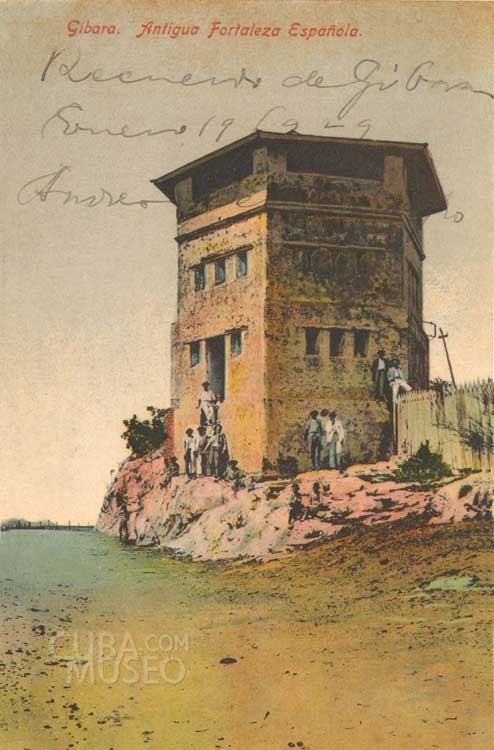 Gibara. Antigua Fortaleza Española.
Recuerdo de Gibara
Enero 19
Andres
CUBA.COM
MUSEO